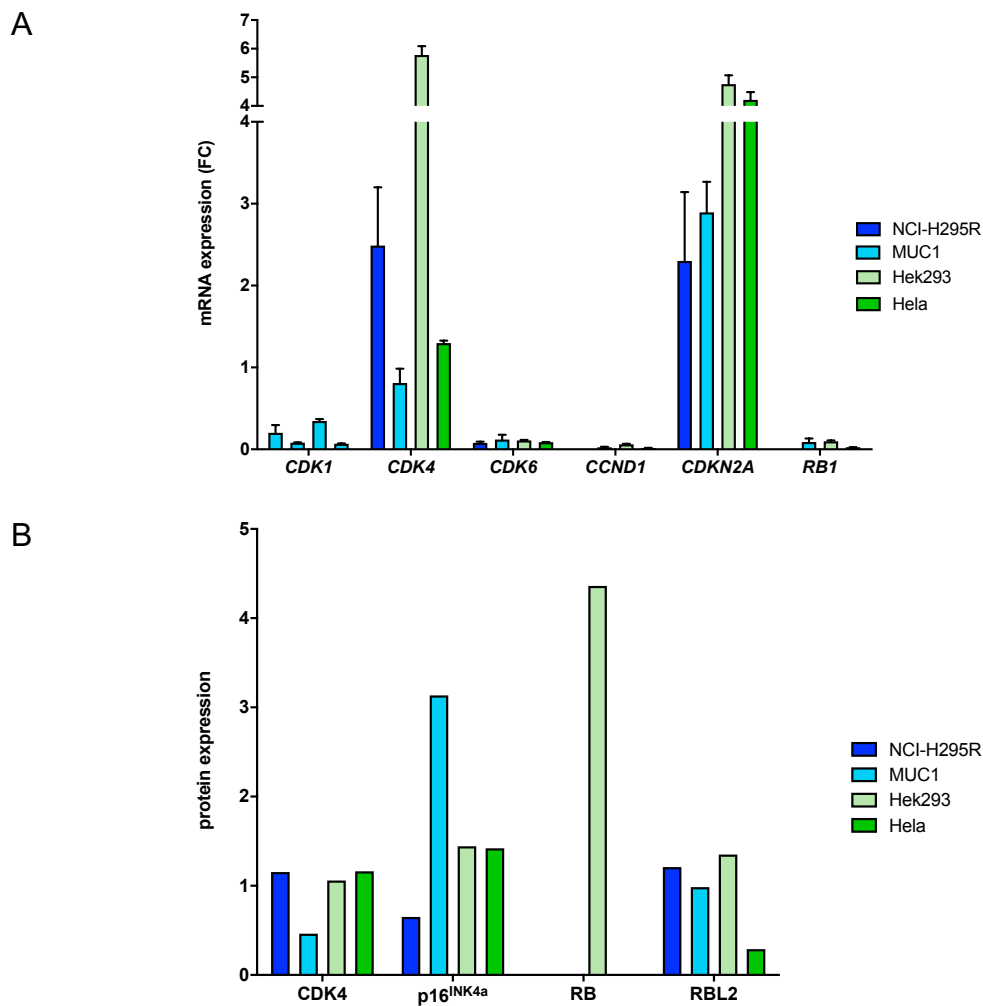 A
mRNA expression (FC)
7
6
5
4
4
3
2
1
0
CDK1 CDK4 CDK6 CCND1 CDKN2A RB1
NCI-H295R
MUC1
Hek293
Hela
B
protein expression
5
4
3
2
1
0
CDK4 p16INK4a RB RBL2
NCI-H295R
MUC1
Hek293
Hela